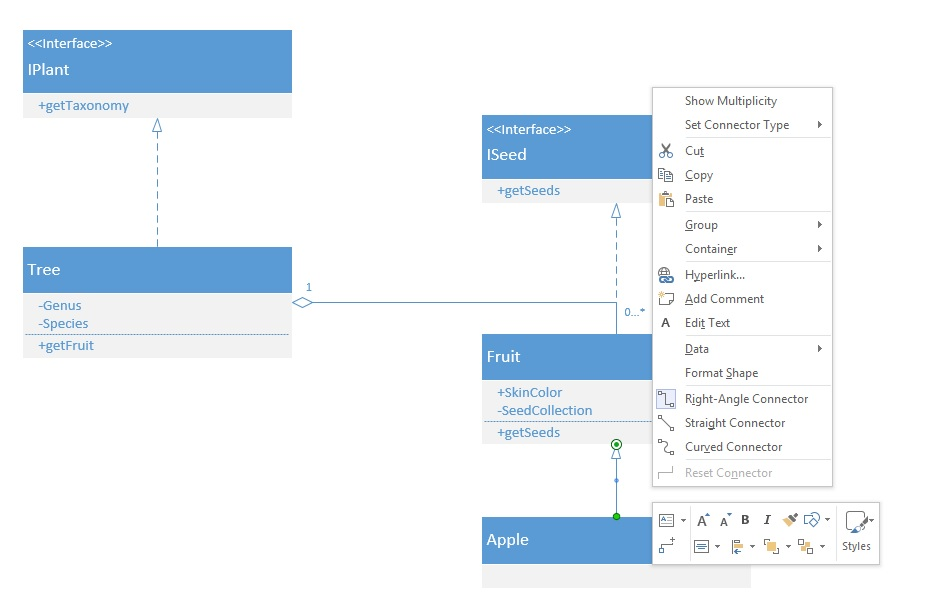 <<Interface>>
IPlant
+getTaxonomy
Tree
-Genus
-Species
+getFruit
1
<<Interface>>
ISeed
+getSeeds
0...*
Fruit
+SkinColor
-SeedCollection
+getSeeds
Apple
Show Multiplicity
Set Connector Type
Cut
Copy
Paste
Group
Container
Hyperlink...
Add Comment
Edit Text
Data
Format Shape
Right-Angle Connector
Straight Connector
Curved Connector
Reset Connector
A A B I
Styles